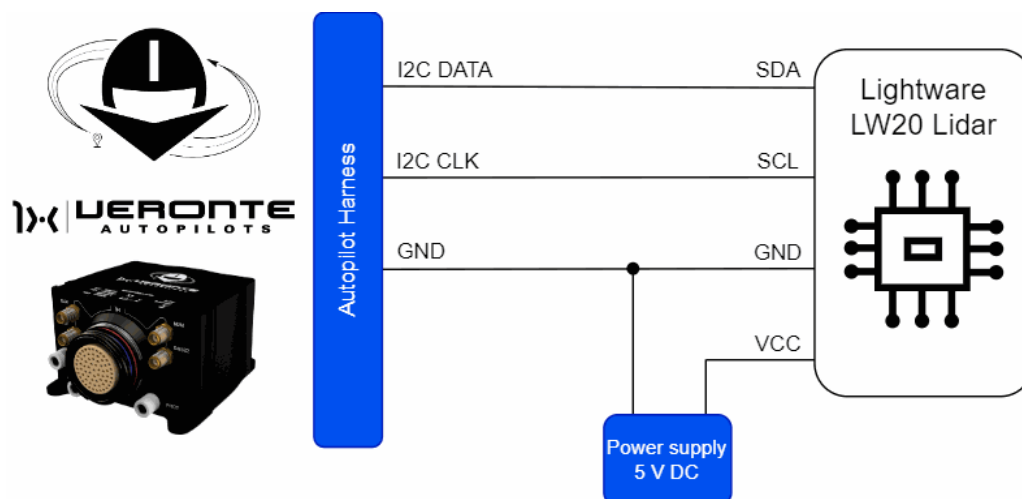 VERONTE
AUTOPILOTS
Autopilot Harness
I2C DATA
SDA
I2C CLK
SCL
GND
GND
VCC
Power supply
5 V DC
Lightware
LW20 Lidar